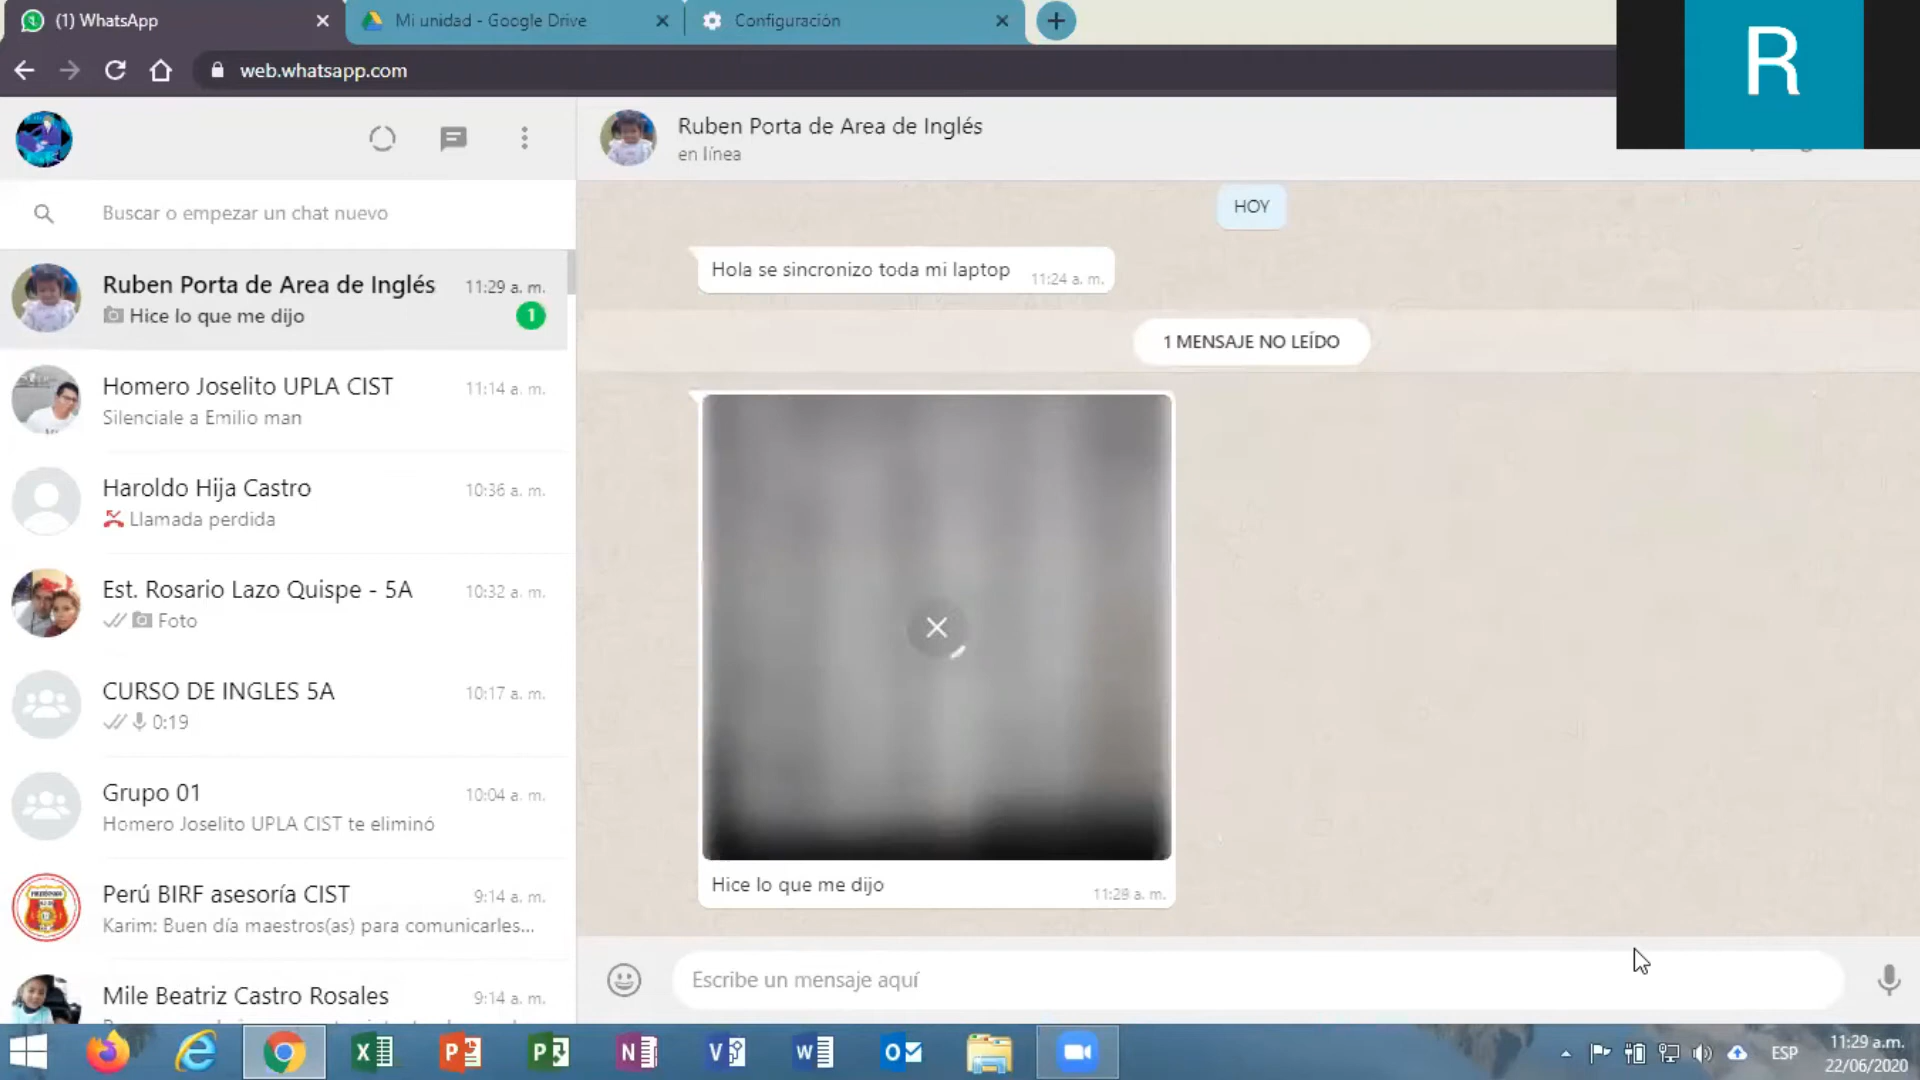 (1) WhatsApp
Mi unidad - Google Drive
Configuración
web.whatsapp.com
R
Ruben Porta de Area de Inglés
en línea
Buscar o empezar un chat nuevo
Ruben Porta de Area de Inglés 11:29 a. m.
Hice lo que me dijo 1
Homero Joselito UPLA CIST 11:14 a. m.
Silenciale a Emilio man
Haroldo Hija Castro 10:36 a. m.
Llamada perdida
Est. Rosario Lazo Quispe - 5A 10:32 a. m.
Foto
CURSO DE INGLES 5A 10:17 a. m.
0:19
Grupo 01 10:04 a. m.
Homero Joselito UPLA CIST te eliminó
Perú BIRF asesoría CIST 9:14 a. m.
Karim: Buen día maestros(as) para comunicarles...
Mile Beatriz Castro Rosales 9:14 a. m.
HOY
Hola se sincronizo toda mi laptop 11:24 a. m.
1 MENSAJE NO LEÍDO
Hice lo que me dijo
11:28 a. m.
Escribe un mensaje aquí
ESP
11:29 a.m.
22/06/2020